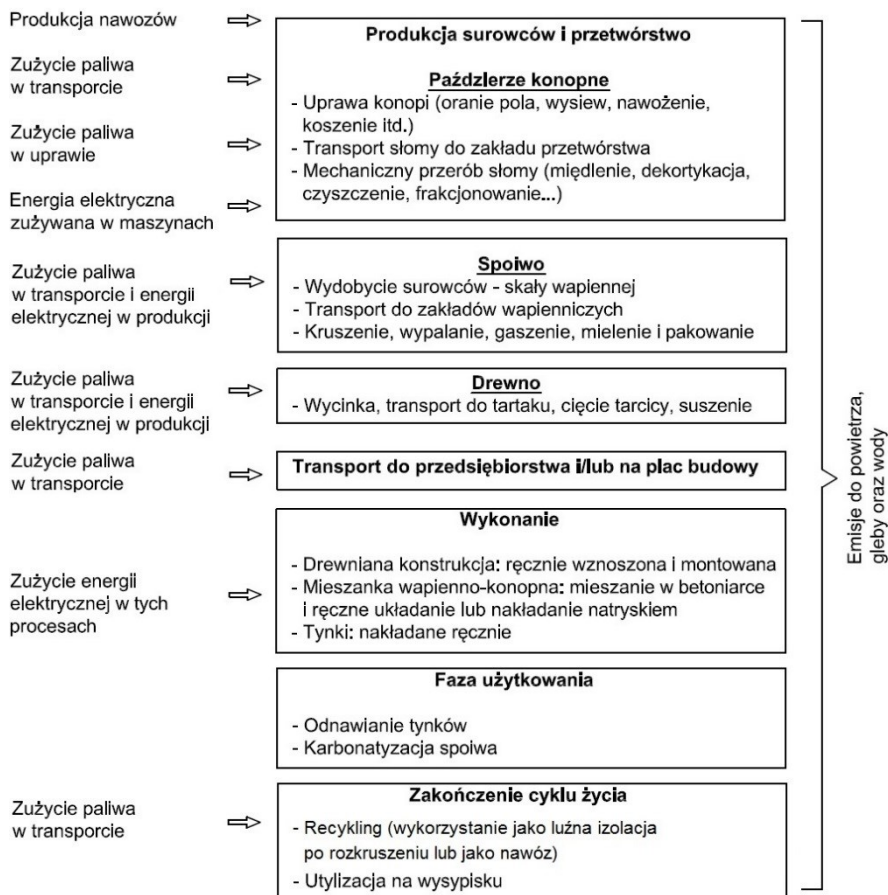 Produkcja nawozów
Produkcja surowców i przetwórstwo
Zużycie paliwa
w transporcie
Paździerze konopne
- Uprawa konopi (oranie pola, wysiew, nawożenie,
koszenie itd.)
Zużycie paliwa
w uprawie
- Transport słomy do zakładu przetwórstwa
- Mechaniczny przerób słomy (międlenie, dekortykacja,
czyszczenie, frakcjonowanie...)
Energia elektryczna
zużywana w maszynach
Zużycie paliwa
w transporcie i energii
elektrycznej w produkcji
Spoiwo
- Wydobycie surowców - skały wapiennej
- Transport do zakładów wapienniczych
- Kruszenie, wypalanie, gaszenie, mielenie i pakowanie
Zużycie paliwa
w transporcie i energii
elektrycznej w produkcji
Drewno
- Wycinka, transport do tartaku, cięcie tarcicy, suszenie
Zużycie paliwa
w transporcie
Transport do przedsiębiorstwa i/lub na plac budowy
Wykonanie
- Drewniana konstrukcja: ręcznie wznoszona i montowana
- Mieszanka wapienno-konopna: mieszanie w betoniarce
i ręczne układanie lub nakładanie natryskiem
- Tynki: nakładane ręcznie
Zużycie energii
elektrycznej w tych
procesach
Faza użytkowania
- Odnawianie tynków
- Karbonatyzacja spoiwa
Zużycie paliwa
w transporcie
Zakończenie cyklu życia
- Recykling (wykorzystanie jako luźna izolacja
po rozkruszeniu lub jako nawóz)
- Utylizacja na wysypisku
Emisje do powietrza,
gleby oraz wody